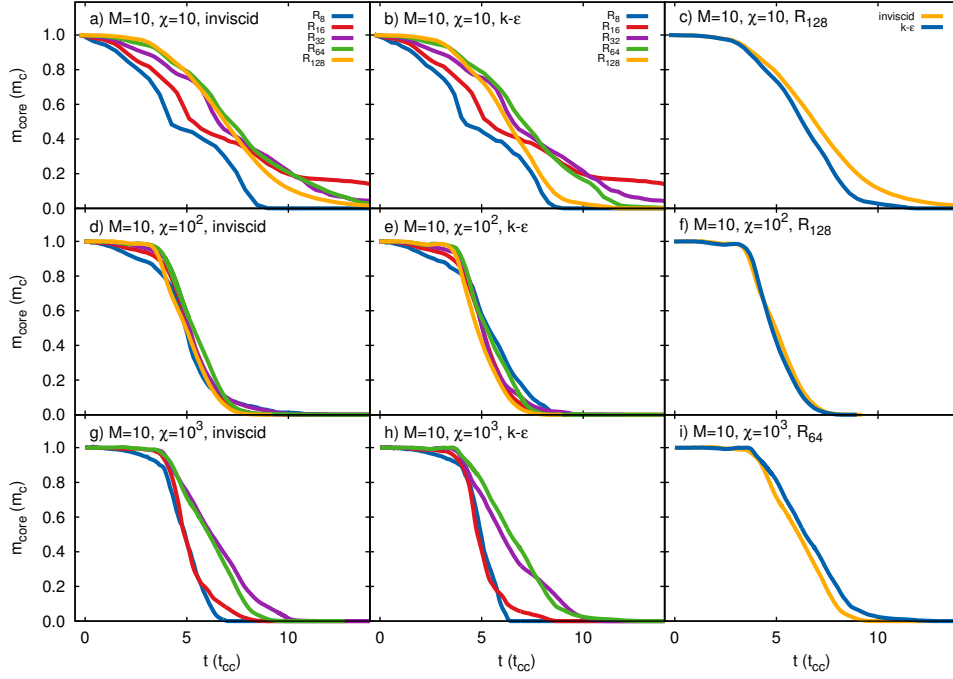 a) M=10, χ=10, inviscid
R₈
R₁₆
R₃₂
R₆₄
R₁₂₈
b) M=10, χ=10, k-ε
R₈
R₁₆
R₃₂
R₆₄
R₁₂₈
c) M=10, χ=10, R₁₂₈
inviscid
k-ε
m_core (m_c)
1.0
0.8
0.6
0.4
0.2
0.0
d) M=10, χ=10², inviscid
e) M=10, χ=10², k-ε
f) M=10, χ=10², R₁₂₈
m_core (m_c)
1.0
0.8
0.6
0.4
0.2
0.0
g) M=10, χ=10³, inviscid
h) M=10, χ=10³, k-ε
i) M=10, χ=10³, R₆₄
m_core (m_c)
1.0
0.8
0.6
0.4
0.2
0.0
0 5 10
0 5 10
0 5 10
t (t_cc)
t (t_cc)
t (t_cc)